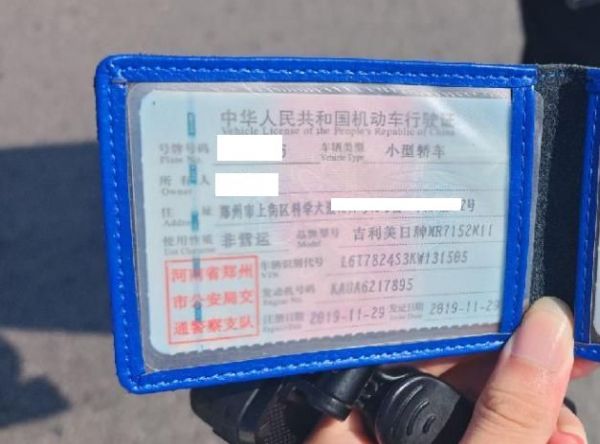 中华人民共和国机动车行驶证
Vehicle License of the People's Republic of China
号牌号码 Plate No. 5 车辆类型 Vehicle Type 小型轿车
所有人 Owner
住址 Address 郑州市上街区科学大道 2号
使用性质 Use Character 非营运 品牌型号 Model 吉利美日牌MR7152K11
车辆识别代号 VIN L6T7824S3KW131505
发动机号码 Engine No. KA0A6217895
注册日期 Register Date 2019-11-29 发证日期 Issue Date 2019-11-29
河南省郑州
市公安局交
通警察支队